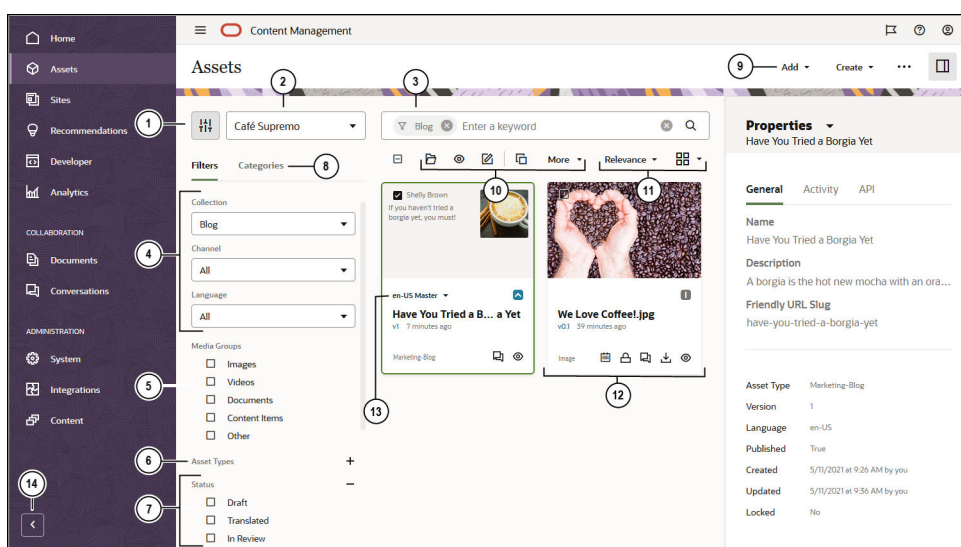 Home
Assets
Sites
Recommendations
Developer
Analytics
COLLABORATION
Documents
Conversations
ADMINISTRATION
System
Integrations
Content
14
Content Management
Assets
2
3
9
Add
Create
1
Café Supremo
Blog
Enter a keyword
Filters
Categories
8
More
Relevance
10
11
4
Collection
Blog
Channel
All
Language
All
Media Groups
5
Images
Videos
Documents
Content Items
Other
6
Asset Types
Status
7
Draft
Translated
In Review
Shelly Brown
If you haven't tried a
borgia yet, you must!
en-US Master
Have You Tried a B... a Yet
v1 7 minutes ago
Marketing-Blog
13
We Love Coffee!.jpg
v0.1 39 minutes ago
Image
12
Properties
Have You Tried a Borgia Yet
General Activity API
Name
Have You Tried a Borgia Yet
Description
A borgia is the hot new mocha with an ora...
Friendly URL Slug
have-you-tried-a-borgia-yet
Asset Type Marketing-Blog
Version 1
Language en-US
Published True
Created 5/11/2021 at 9:26 AM by you
Updated 5/11/2021 at 9:36 AM by you
Locked No